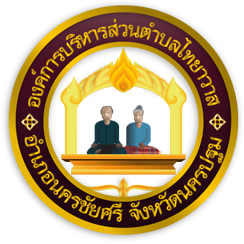 องค์การบริหารส่วนตำบลไทยาวาส
อำเภอนครชัยศรี จังหวัดนครปฐม